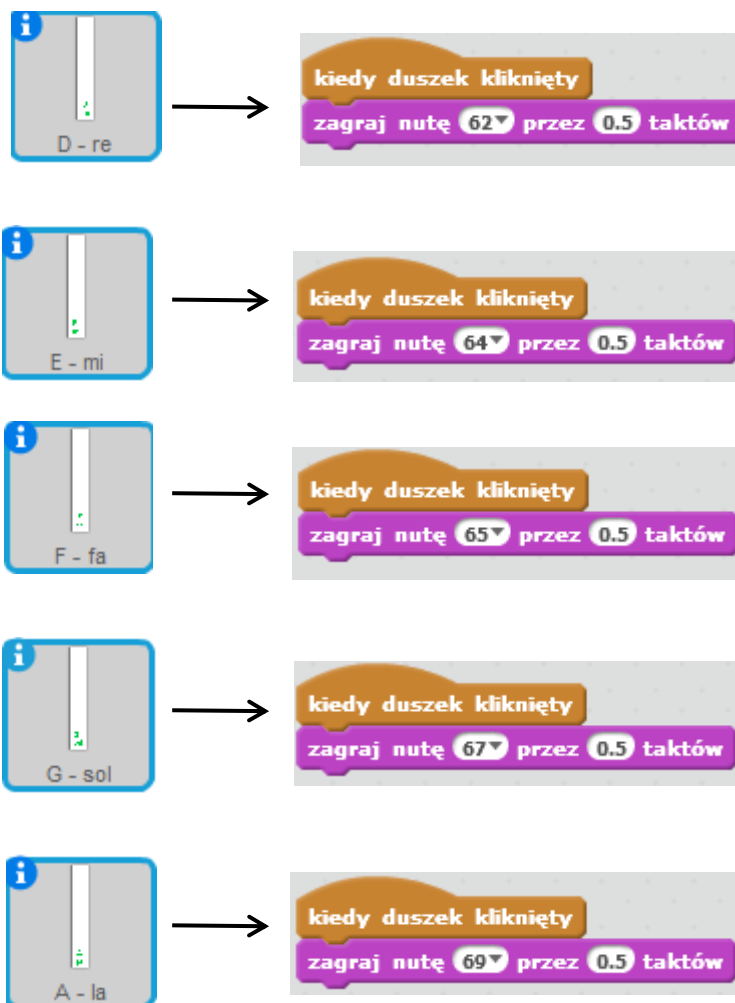 i
D - re
kiedy duszek kliknięty
zagraj nutę 62 przez 0.5 taktów
i
E - mi
kiedy duszek kliknięty
zagraj nutę 64 przez 0.5 taktów
i
F - fa
kiedy duszek kliknięty
zagraj nutę 65 przez 0.5 taktów
i
G - sol
kiedy duszek kliknięty
zagraj nutę 67 przez 0.5 taktów
i
A - la
kiedy duszek kliknięty
zagraj nutę 69 przez 0.5 taktów